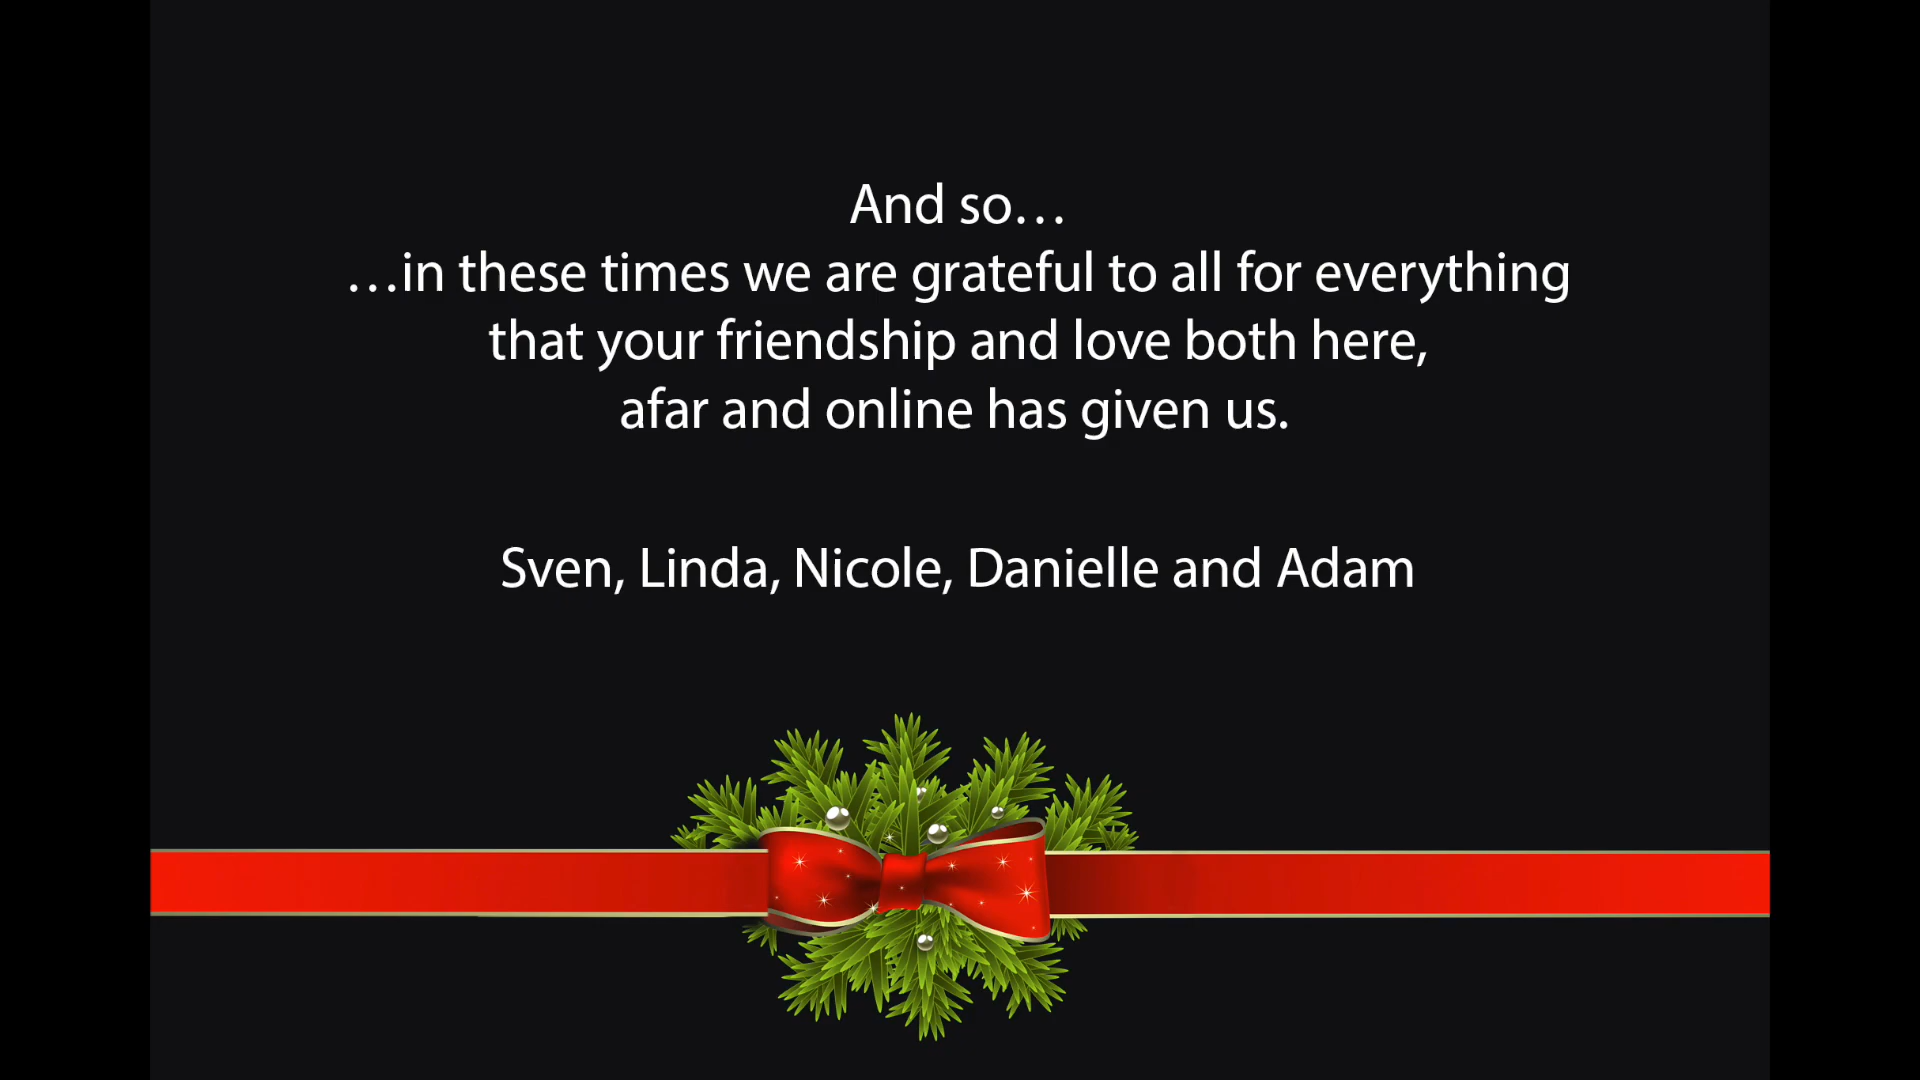 And so…
…in these times we are grateful to all for everything
that your friendship and love both here,
afar and online has given us.
Sven, Linda, Nicole, Danielle and Adam